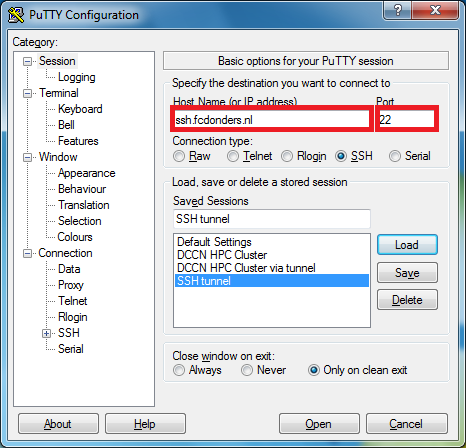 PuTTY Configuration
Category:
Session
Logging
Terminal
Keyboard
Bell
Features
Window
Appearance
Behaviour
Translation
Selection
Colours
Connection
Data
Proxy
Telnet
Rlogin
SSH
Serial
Basic options for your PuTTY session
Specify the destination you want to connect to
Host Name (or IP address) Port
ssh.fcdonders.nl 22
Connection type:
Raw Telnet Rlogin SSH Serial
Load, save or delete a stored session
Saved Sessions
SSH tunnel
Default Settings
DCCN HPC Cluster
DCCN HPC Cluster via tunnel
SSH tunnel
Load
Save
Delete
Close window on exit:
Always Never Only on clean exit
About Help Open Cancel